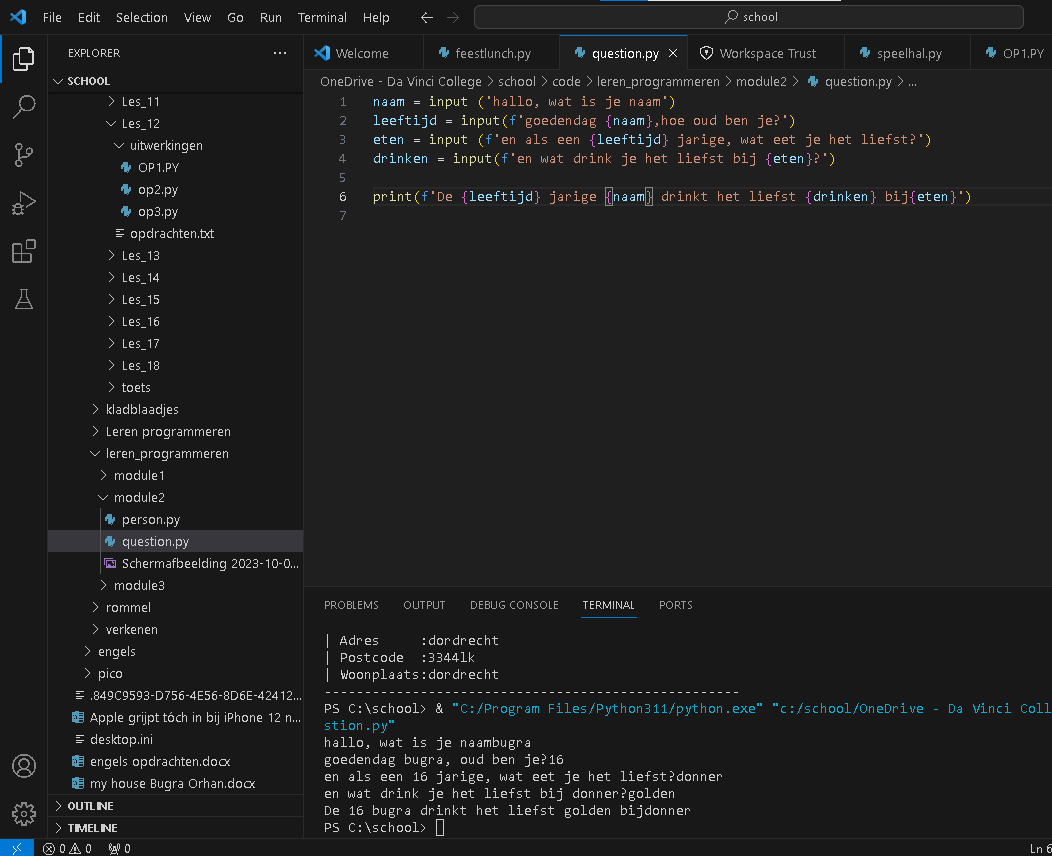 File Edit Selection View Go Run Terminal Help
school
EXPLORER
Welcome
feestlunch.py
question.py
Workspace Trust
speelhal.py
OP1.PY
SCHOOL
OneDrive - Da Vinci College > school > code > leren_programmeren > module2 > question.py > ...
Les_11
Les_12
uitwerkingen
OP1.PY
op2.py
op3.py
opdrachten.txt
Les_13
Les_14
Les_15
Les_16
Les_17
Les_18
toets
kladblaadjes
Leren programmeren
leren_programmeren
module1
module2
person.py
question.py
Schermafbeelding 2023-10-0...
module3
rommel
verkenen
engels
pico
.849C9593-D756-4E56-8D6E-42412...
Apple grijpt tóch in bij iPhone 12 n...
desktop.ini
engels opdrachten.docx
my house Bugra Orhan.docx
OUTLINE
TIMELINE
1 naam = input ('hallo, wat is je naam')
2 leeftijd = input(f'goedendag {naam},hoe oud ben je?')
3 eten = input (f'en als een {leeftijd} jarige, wat eet je het liefst?')
4 drinken = input(f'en wat drink je het liefst bij {eten}?')
5
6 print(f'De {leeftijd} jarige {naam} drinkt het liefst {drinken} bij{eten}')
7
PROBLEMS OUTPUT DEBUG CONSOLE TERMINAL PORTS
| Adres :dordrecht
| Postcode :3344lk
| Woonplaats:dordrecht
--------------------------------------------------
PS C:\school> & "C:/Program Files/Python311/python.exe" "c:/school/OneDrive - Da Vinci Coll
stion.py"
hallo, wat is je naambugra
goedendag bugra, oud ben je?16
en als een 16 jarige, wat eet je het liefst?donner
en wat drink je het liefst bij donner?golden
De 16 bugra drinkt het liefst golden bijdonner
PS C:\school>
0 0 0
Ln 6